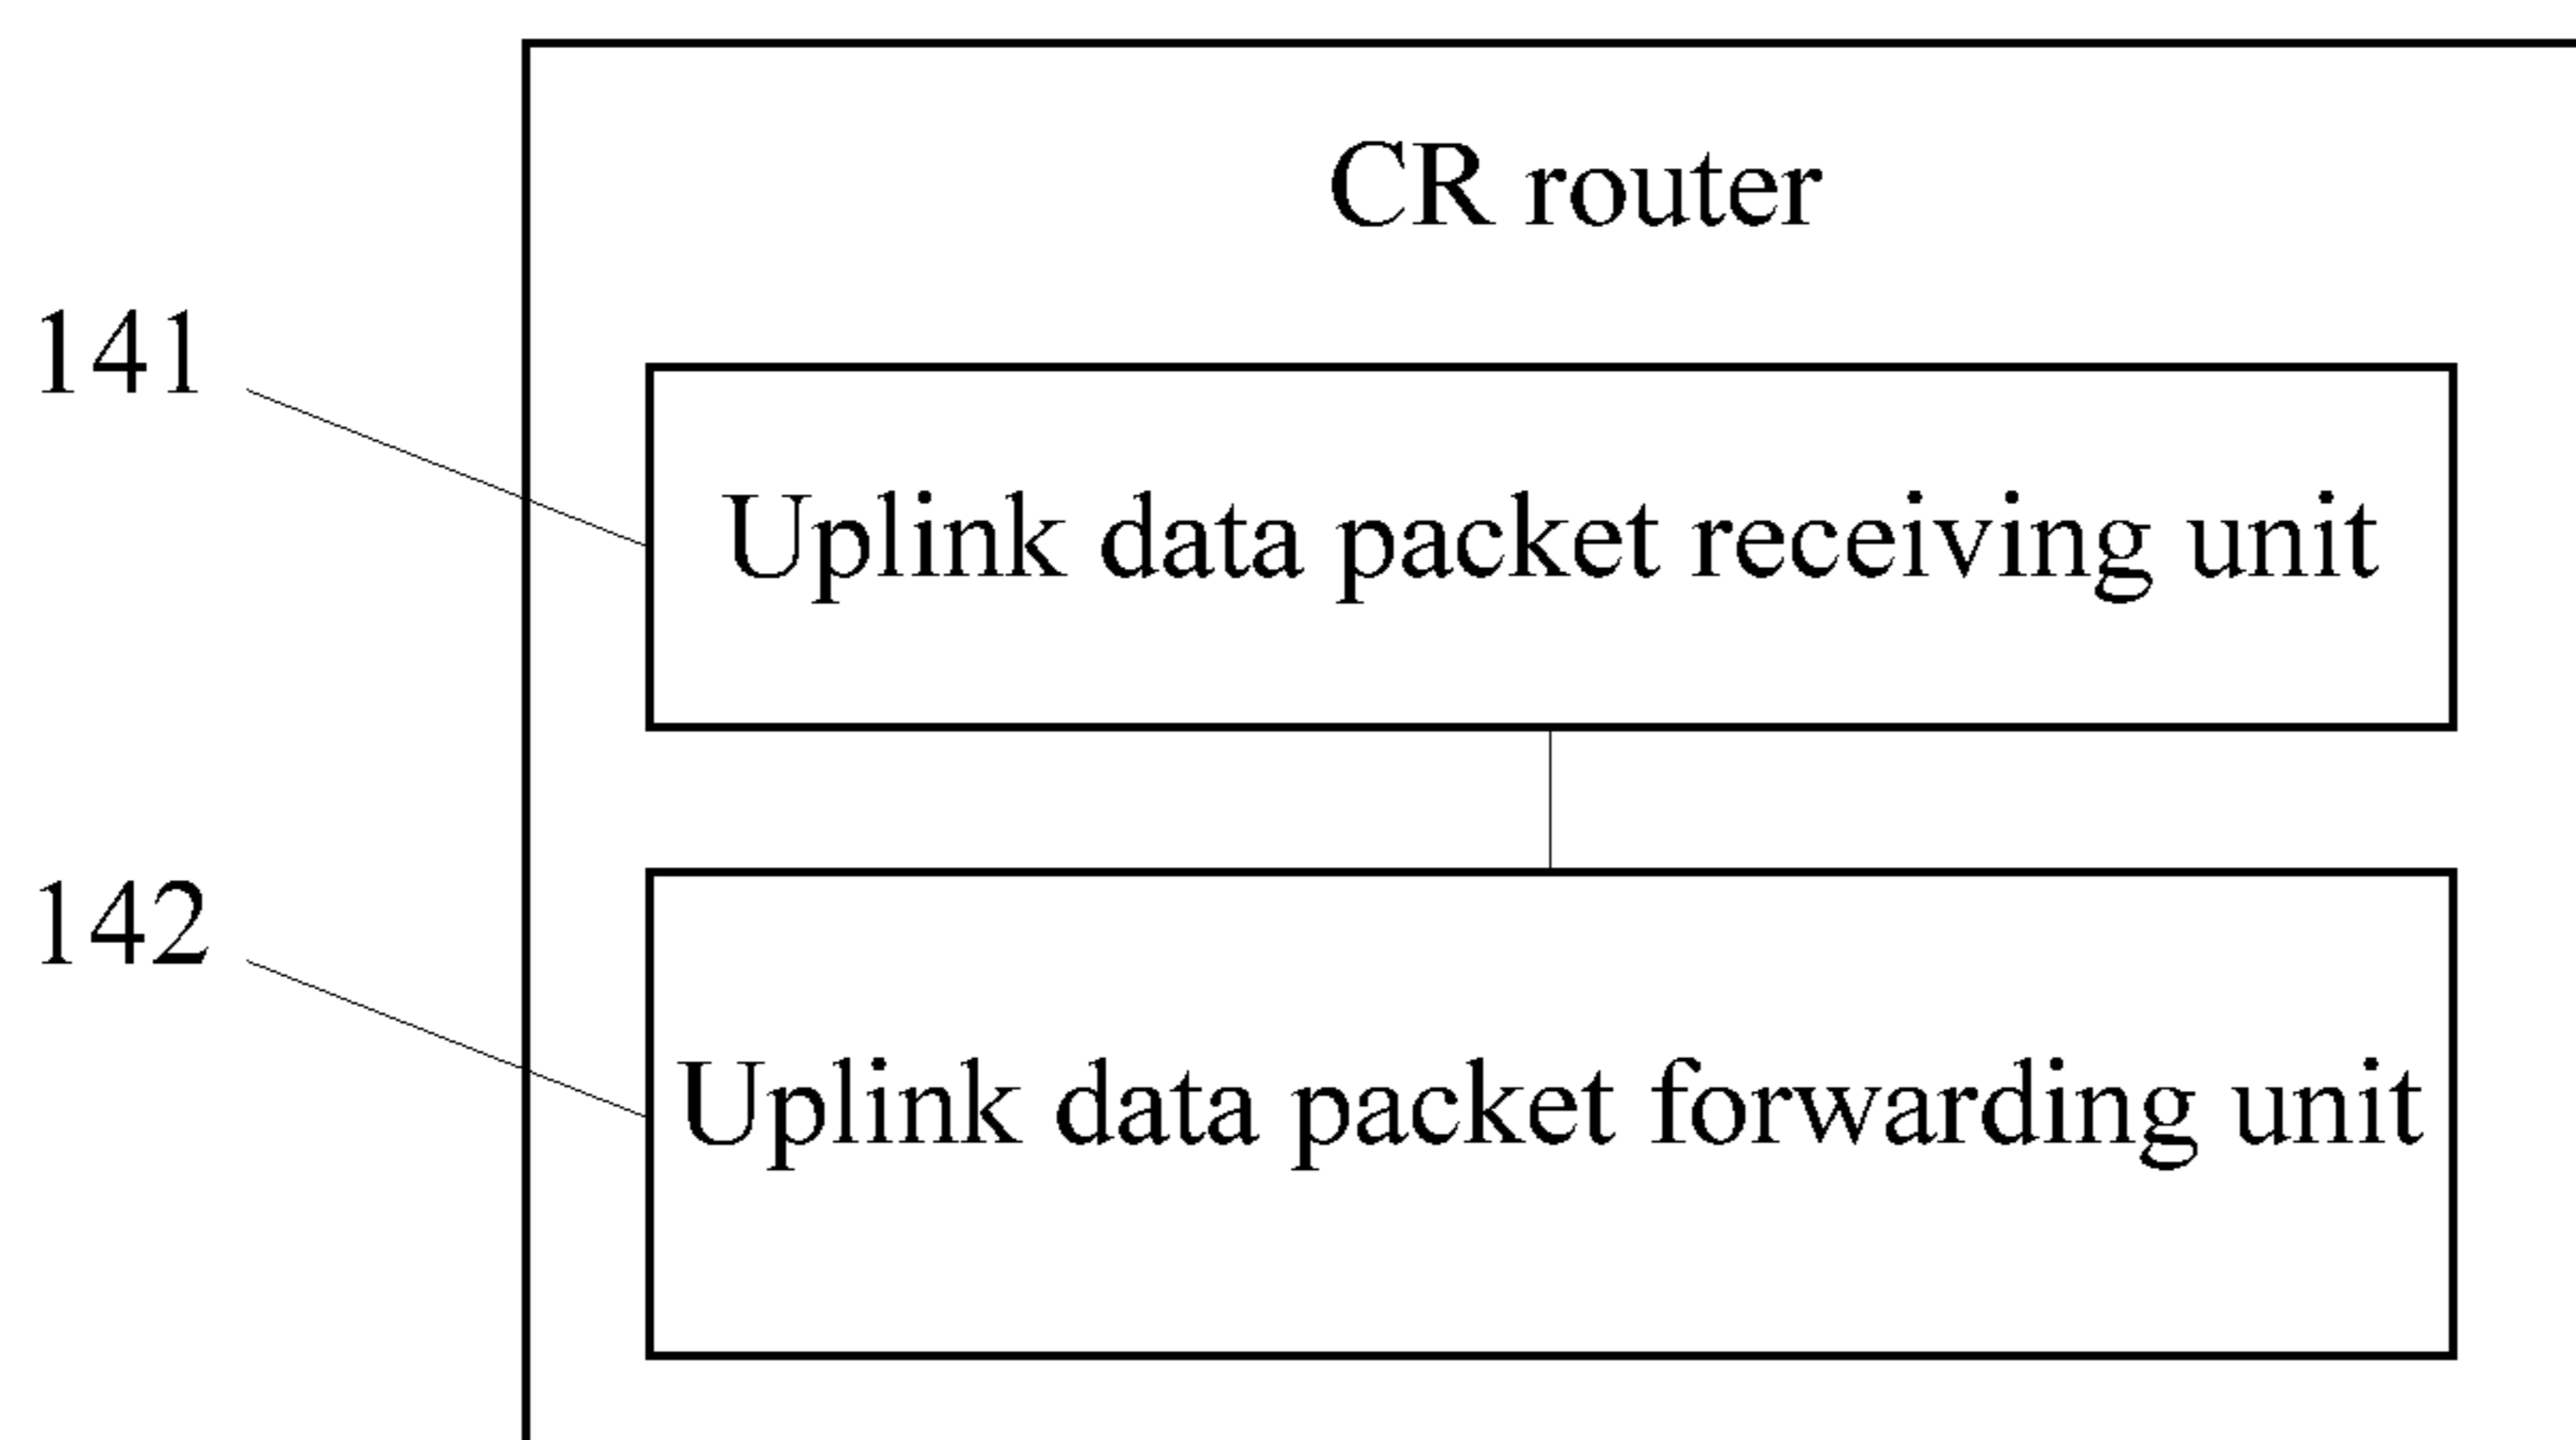 CR router
141
Uplink data packet receiving unit
142
Uplink data packet forwarding unit